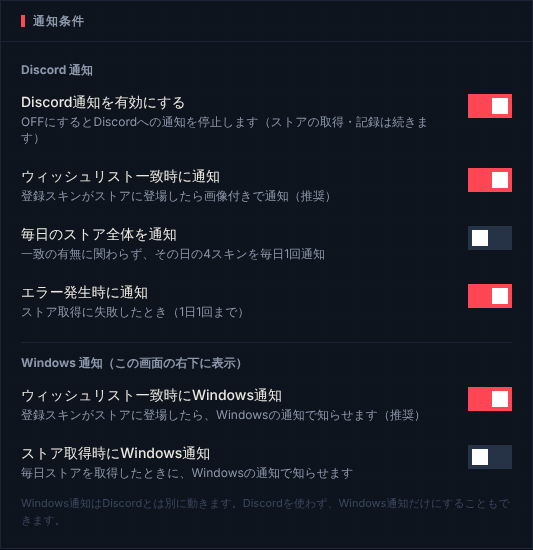 通知条件
Discord 通知
Discord通知を有効にする
OFFにするとDiscordへの通知を停止します（ストアの取得・記録は続きま
す）
ウィッシュリスト一致時に通知
登録スキンがストアに登場したら画像付きで通知（推奨）
毎日のストア全体を通知
一致の有無に関わらず、その日の4スキンを毎日1回通知
エラー発生時に通知
ストア取得に失敗したとき（1日1回まで）
Windows 通知（この画面の右下に表示）
ウィッシュリスト一致時にWindows通知
登録スキンがストアに登場したら、Windowsの通知で知らせます（推奨）
ストア取得時にWindows通知
毎日ストアを取得したときに、Windowsの通知で知らせます
Windows通知はDiscordとは別に動きます。Discordを使わず、Windows通知だけにすることもで
きます。